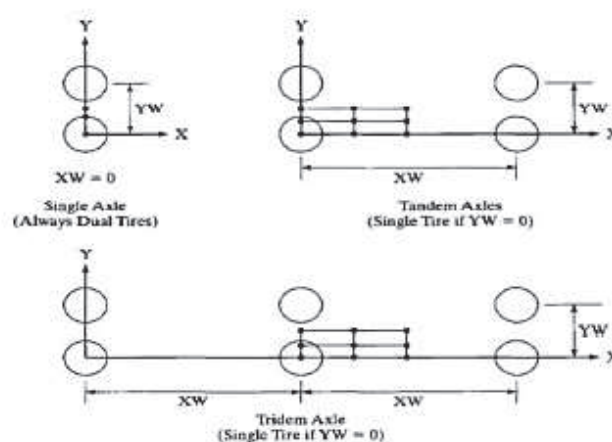 Y
Y
YW
YW
X
X
XW
XW = 0
Single Axle
(Always Dual Tires)
Tandem Axles
(Single Tire if YW = 0)
Y
YW
X
XW
XW
Tridem Axle
(Single Tire if YW = 0)